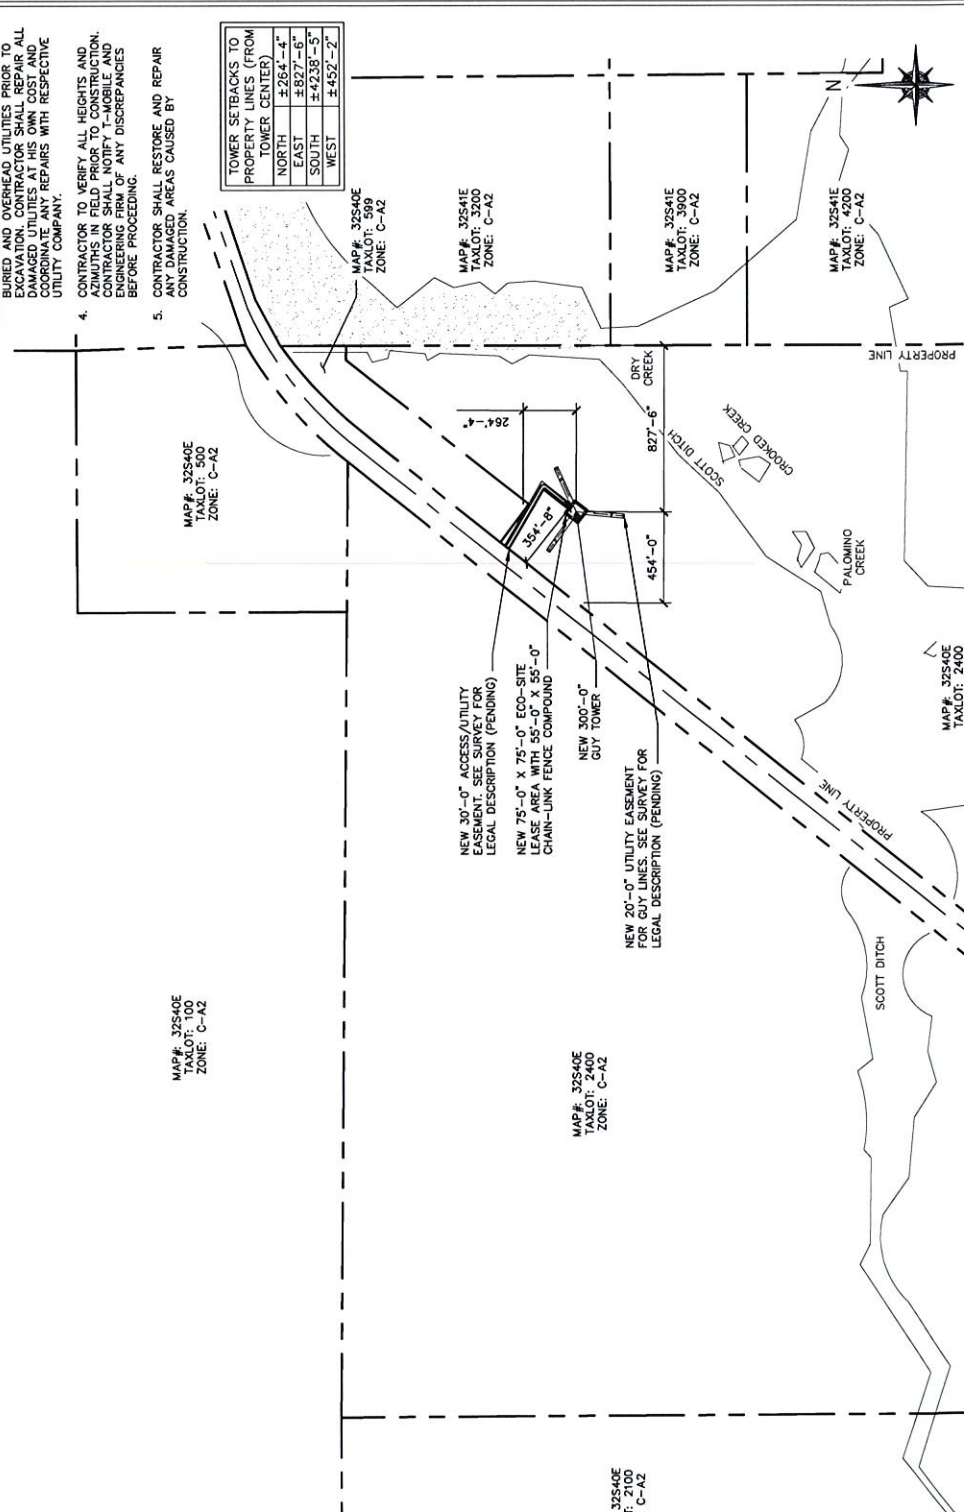 BURIED AND OVERHEAD UTILITIES PRIOR TO
EXCAVATION. CONTRACTOR SHALL REPAIR ALL
DAMAGED UTILITIES AT HIS OWN COST AND
COORDINATE ANY REPAIRS WITH RESPECTIVE
UTILITY COMPANY.
4. CONTRACTOR TO VERIFY ALL HEIGHTS AND
AZIMUTHS IN FIELD PRIOR TO CONSTRUCTION.
CONTRACTOR SHALL NOTIFY T-MOBILE AND
ENGINEERING FIRM OF ANY DISCREPANCIES
BEFORE PROCEEDING.
5. CONTRACTOR SHALL RESTORE AND REPAIR
ANY DAMAGED AREAS CAUSED BY
CONSTRUCTION.
TOWER SETBACKS TO
PROPERTY LINES (FROM
TOWER CENTER)
NORTH ±264'-4"
EAST ±827'-6"
SOUTH ±4238'-5"
WEST ±452'-2"
N
MAP#: 32S40E
TAXLOT: 599
ZONE: C-A2
MAP#: 32S41E
TAXLOT: 3200
ZONE: C-A2
MAP#: 32S41E
TAXLOT: 3900
ZONE: C-A2
MAP#: 32S41E
TAXLOT: 4200
ZONE: C-A2
MAP#: 32S40E
TAXLOT: 500
ZONE: C-A2
264'-4"
354'-8"
DRY
CREEK
827'-6"
454'-0"
SCOTT DITCH
CROOKED CREEK
PALOMINO
CREEK
PROPERTY LINE
NEW 30'-0" ACCESS/UTILITY
EASEMENT. SEE SURVEY FOR
LEGAL DESCRIPTION (PENDING)
NEW 75'-0" X 75'-0" ECO-SITE
LEASE AREA WITH 55'-0" X 55'-0"
CHAIN-LINK FENCE COMPOUND
NEW 300'-0"
GUY TOWER
NEW 20'-0" UTILITY EASEMENT
FOR GUY LINES. SEE SURVEY FOR
LEGAL DESCRIPTION (PENDING)
PROPERTY LINE
MAP#: 32S40E
TAXLOT: 2400
SCOTT DITCH
MAP#: 32S40E
TAXLOT: 100
ZONE: C-A2
MAP#: 32S40E
TAXLOT: 2400
ZONE: C-A2
32S40E
: 2100
C-A2